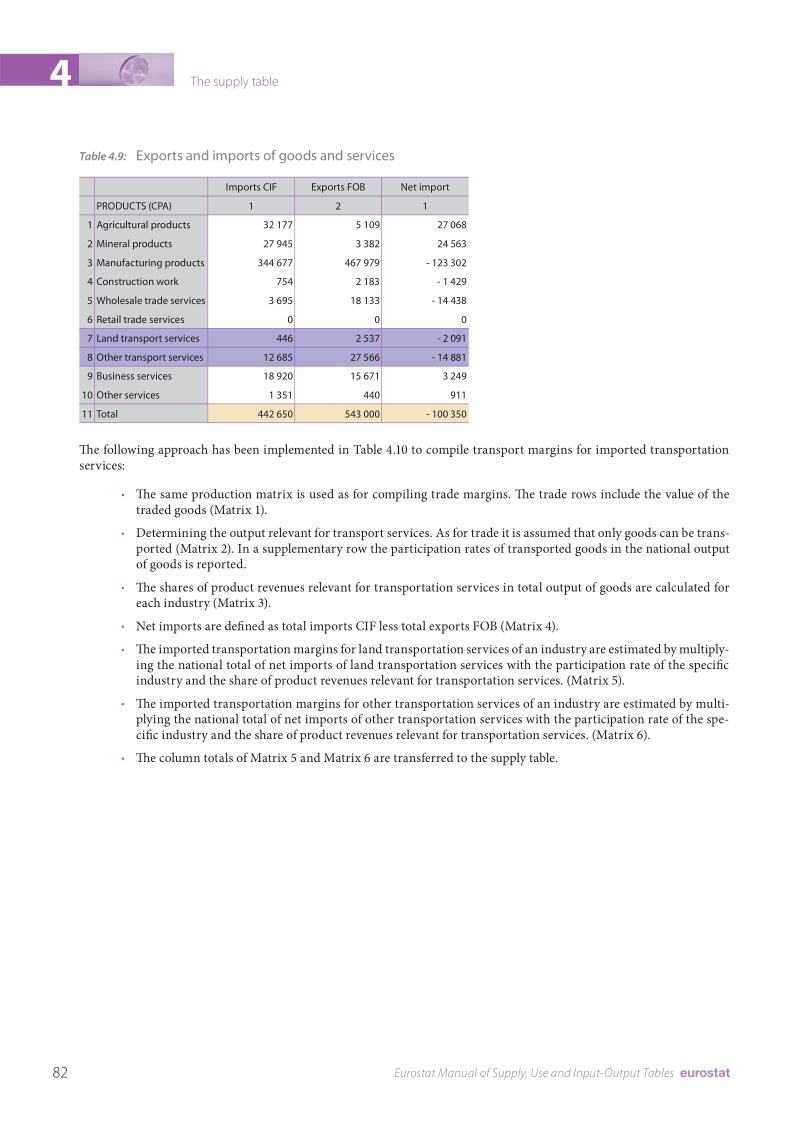 4
The supply table
Table 4.9: Exports and imports of goods and services
Imports CIF Exports FOB Net import
PRODUCTS (CPA) 1 2 1
1 Agricultural products 32 177 5 109 27 068
2 Mineral products 27 945 3 382 24 563
3 Manufacturing products 344 677 467 979 - 123 302
4 Construction work 754 2 183 - 1 429
5 Wholesale trade services 3 695 18 133 - 14 438
6 Retail trade services 0 0 0
7 Land transport services 446 2 537 - 2 091
8 Other transport services 12 685 27 566 - 14 881
9 Business services 18 920 15 671 3 249
10 Other services 1 351 440 911
11 Total 442 650 543 000 - 100 350
The following approach has been implemented in Table 4.10 to compile transport margins for imported transportation
services:
· The same production matrix is used as for compiling trade margins. The trade rows include the value of the
traded goods (Matrix 1).
· Determining the output relevant for transport services. As for trade it is assumed that only goods can be trans-
ported (Matrix 2). In a supplementary row the participation rates of transported goods in the national output
of goods is reported.
· The shares of product revenues relevant for transportation services in total output of goods are calculated for
each industry (Matrix 3).
· Net imports are defined as total imports CIF less total exports FOB (Matrix 4).
· The imported transportation margins for land transportation services of an industry are estimated by multiply-
ing the national total of net imports of land transportation services with the participation rate of the specific
industry and the share of product revenues relevant for transportation services. (Matrix 5).
· The imported transportation margins for other transportation services of an industry are estimated by multi-
plying the national total of net imports of other transportation services with the participation rate of the spe-
cific industry and the share of product revenues relevant for transportation services. (Matrix 6).
· The column totals of Matrix 5 and Matrix 6 are transferred to the supply table.
82
Eurostat Manual of Supply, Use and Input-Output Tables eurostat